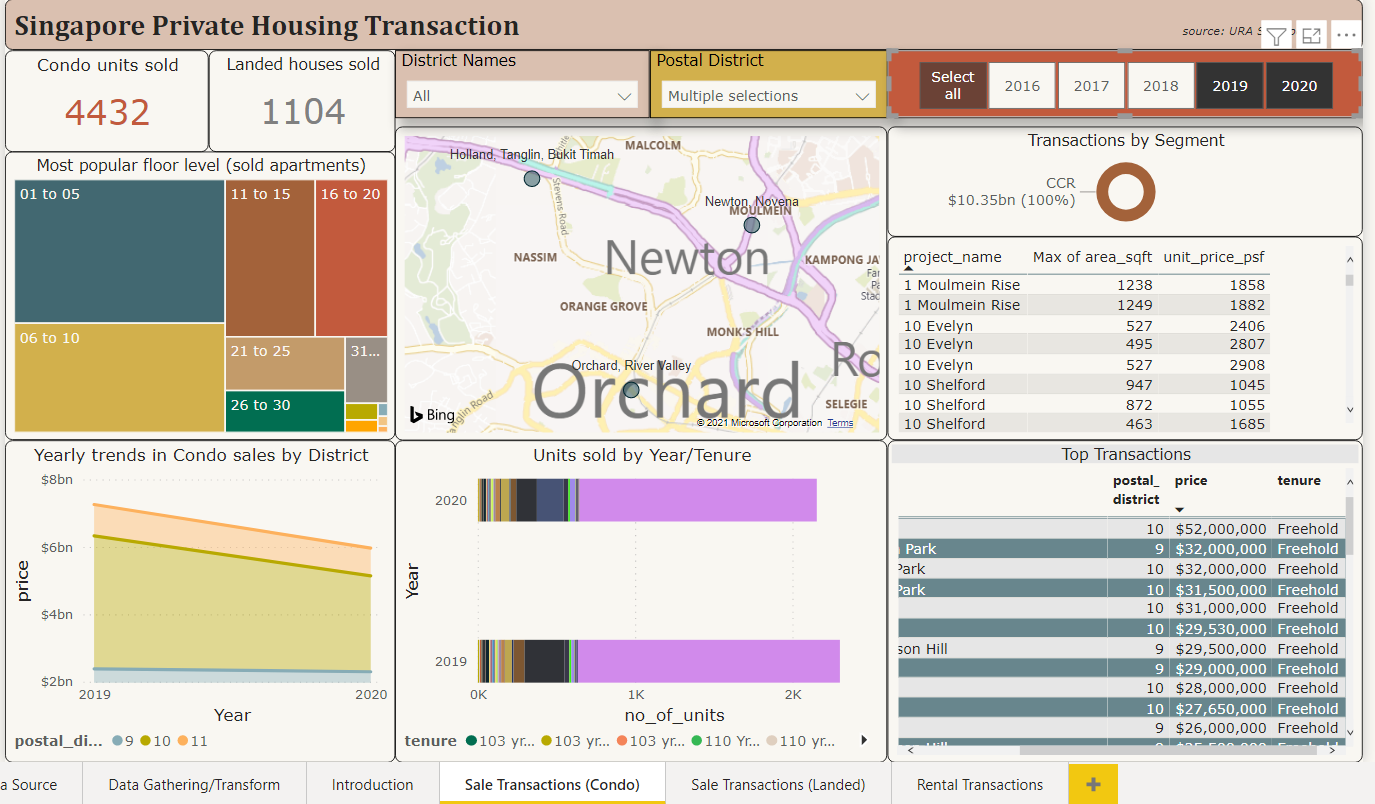 Singapore Private Housing Transaction
source: URA S
Condo units sold
4432
Landed houses sold
1104
District Names
All
Postal District
Multiple selections
Select all
2016
2017
2018
2019
2020
Most popular floor level (sold apartments)
01 to 05
11 to 15
16 to 20
06 to 10
21 to 25
31...
26 to 30
MALCOLM
Holland, Tanglin, Bukit Timah
Stevens Road
Newton, Novena
MOULMEIN
NASSIM
Newton
KAMPONG JA
ORANGE GROVE
MONK'S HILL
Ro
Orchard, River Valley
Orchard
SELEGIE
anglin Road
Bing
© 2021 Microsoft Corporation Terms
Transactions by Segment
CCR
$10.35bn (100%)
project_name Max of area_sqft unit_price_psf
1 Moulmein Rise 1238 1858
1 Moulmein Rise 1249 1882
10 Evelyn 527 2406
10 Evelyn 495 2807
10 Evelyn 527 2908
10 Shelford 947 1045
10 Shelford 872 1055
10 Shelford 463 1685
Yearly trends in Condo sales by District
$8bn
$6bn
$4bn
$2bn
price
2019 2020
Year
postal_di... 9 10 11
Units sold by Year/Tenure
2020
2019
Year
0K 1K 2K
no_of_units
tenure 103 yr... 103 yr... 103 yr... 110 Yr... 110 yr...
Top Transactions
postal_ price tenure
district
10 $52,000,000 Freehold
Park 9 $32,000,000 Freehold
Park 10 $32,000,000 Freehold
Park 10 $31,500,000 Freehold
10 $31,000,000 Freehold
10 $29,530,000 Freehold
son Hill 9 $29,500,000 Freehold
9 $29,000,000 Freehold
10 $28,000,000 Freehold
10 $27,650,000 Freehold
9 $26,000,000 Freehold
a Source
Data Gathering/Transform
Introduction
Sale Transactions (Condo)
Sale Transactions (Landed)
Rental Transactions
+